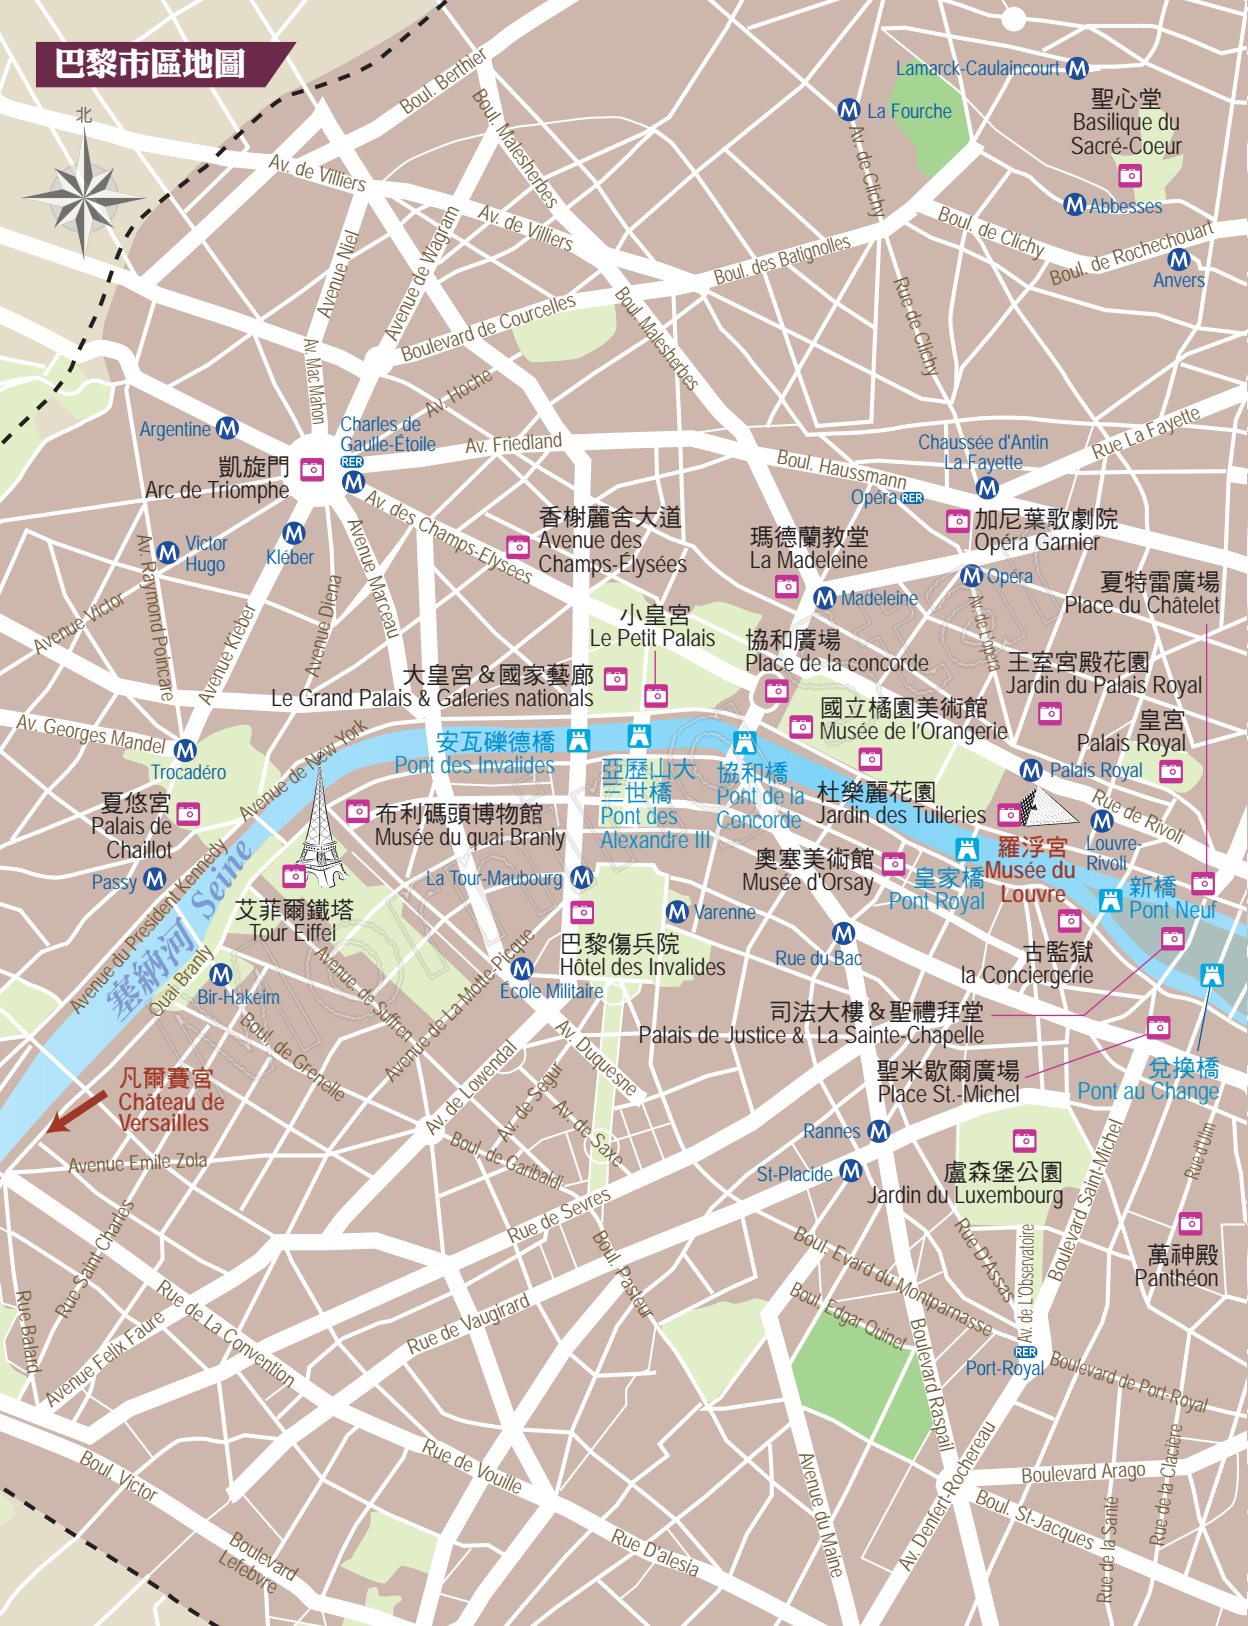 巴黎市區地圖
北
Boul. Berthier
Boul. Malesherbes
Lamarck-Caulaincourt
La Fourche
聖心堂
Basilique du
Sacré-Coeur
Abbesses
Av. de Clichy
Av. de Villiers
Av. de Villiers
Boul. de Clichy
Boul. de Rochechouart
Anvers
Avenue Niel
Avenue de Wagram
Boul. des Batignolles
Rue de Clichy
Boulevard de Courcelles
Boul. Malesherbes
Av. Mac Mahon
Av. Hoche
Argentine
Charles de
Gaulle-Étoile
RER
Av. Friedland
Boul. Haussmann
Chaussée d'Antin
La Fayette
Rue La Fayette
凱旋門
Arc de Triomphe
Opéra RER
Av. des Champs-Elysees
香榭麗舍大道
Avenue des
Champs-Élysées
瑪德蘭教堂
La Madeleine
加尼葉歌劇院
Opéra Garnier
Victor
Hugo
Kléber
Av. Raymond Poincare
Avenue Marceau
Opéra
夏特雷廣場
Place du Châtelet
Madeleine
Avenue Victor
Avenue Kleber
Avenue Diena
小皇宮
Le Petit Palais
協和廣場
Place de la concorde
Av. de L'opera
王室宮殿花園
Jardin du Palais Royal
大皇宮＆國家藝廊
Le Grand Palais & Galeries nationals
國立橘園美術館
Musée de l'Orangerie
皇宮
Palais Royal
Av. Georges Mandel
Trocadéro
Avenue de New York
安瓦礫德橋
Pont des Invalides
亞歷山大
三世橋
Pont des
Alexandre III
協和橋
Pont de la
Concorde
杜樂麗花園
Jardin des Tuileries
Palais Royal
Rue de Rivoli
夏悠宮
Palais de
Chaillot
布利碼頭博物館
Musée du quai Branly
Louvre-
Rivoli
羅浮宮
Musée du
Louvre
奧塞美術館
Musée d'Orsay
皇家橋
Pont Royal
Passy
Avenue du Président Kennedy
塞納河 Seine
La Tour-Maubourg
新橋
Pont Neuf
艾菲爾鐵塔
Tour Eiffel
Varenne
巴黎傷兵院
Hôtel des Invalides
Rue du Bac
古監獄
la Conciergerie
Quai Branly
Bir-Hakeim
Avenue de Suffren
Avenue de La Motte-Picque
École Militaire
司法大樓＆聖禮拜堂
Palais de Justice & La Sainte-Chapelle
Boul. de Grenelle
Av. de Lowendal
Av. Duquesne
Av. de Segur
Av. de Saxe
聖米歇爾廣場
Place St.-Michel
兌換橋
Pont au Change
凡爾賽宮
Château de
Versailles
Avenue Emile Zola
Boul. de Garibaldi
Rannes
St-Placide
盧森堡公園
Jardin du Luxembourg
Boulevard Saint-Michel
Rue d'Ulm
萬神殿
Panthéon
Rue Saint Charles
Rue de Sevres
Boul. Pasteur
Boul. Evard du Montparnasse
Rue D'Assas
Av. de L'Observatoire
Rue Balard
Avenue Felix Faure
Rue de La Convention
Rue de Vaugirard
Boul. Edgar Quinet
Boulevard Raspail
RER
Port-Royal
Boulevard de Port-Royal
Boul. Victor
Rue de Vouille
Avenue du Maine
Av. Denfert-Rochereau
Boulevard Arago
Rue de la Clacière
Boul. St-Jacques
Rue de la Santé
Boulevard
Lefebvre
Rue D'alesia